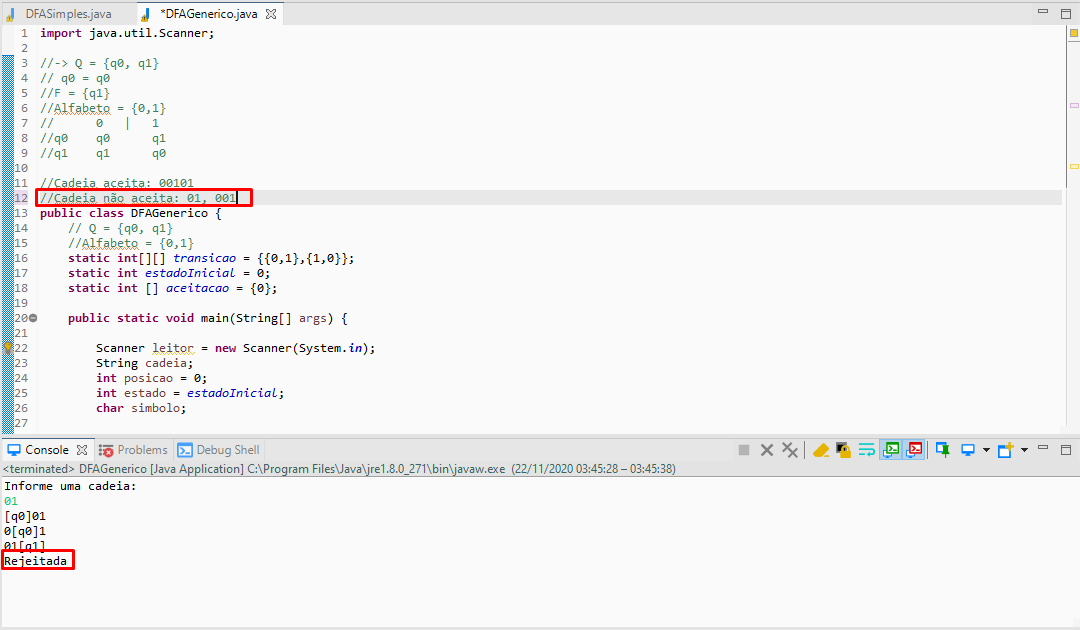 DFASimples.java *DFAGenerico.java
1 import java.util.Scanner;
2
3 //-> Q = {q0, q1}
4 // q0 = q0
5 //F = {q1}
6 //Alfabeto = {0,1}
7 // 0 | 1
8 //q0 q0 q1
9 //q1 q1 q0
10
11 //Cadeia aceita: 00101
12 //Cadeia não aceita: 01, 001
13 public class DFAGenerico {
14 // Q = {q0, q1}
15 //Alfabeto = {0,1}
16 static int[][] transicao = {{0,1},{1,0}};
17 static int estadoInicial = 0;
18 static int [] aceitacao = {0};
19
20 public static void main(String[] args) {
21
22 Scanner leitor = new Scanner(System.in);
23 String cadeia;
24 int posicao = 0;
25 int estado = estadoInicial;
26 char simbolo;
27
Console Problems Debug Shell
<terminated> DFAGenerico [Java Application] C:\Program Files\Java\jre1.8.0_271\bin\javaw.exe (22/11/2020 03:45:28 – 03:45:38)
Informe uma cadeia:
01
[q0]01
0[q0]1
01[q1]
Rejeitada